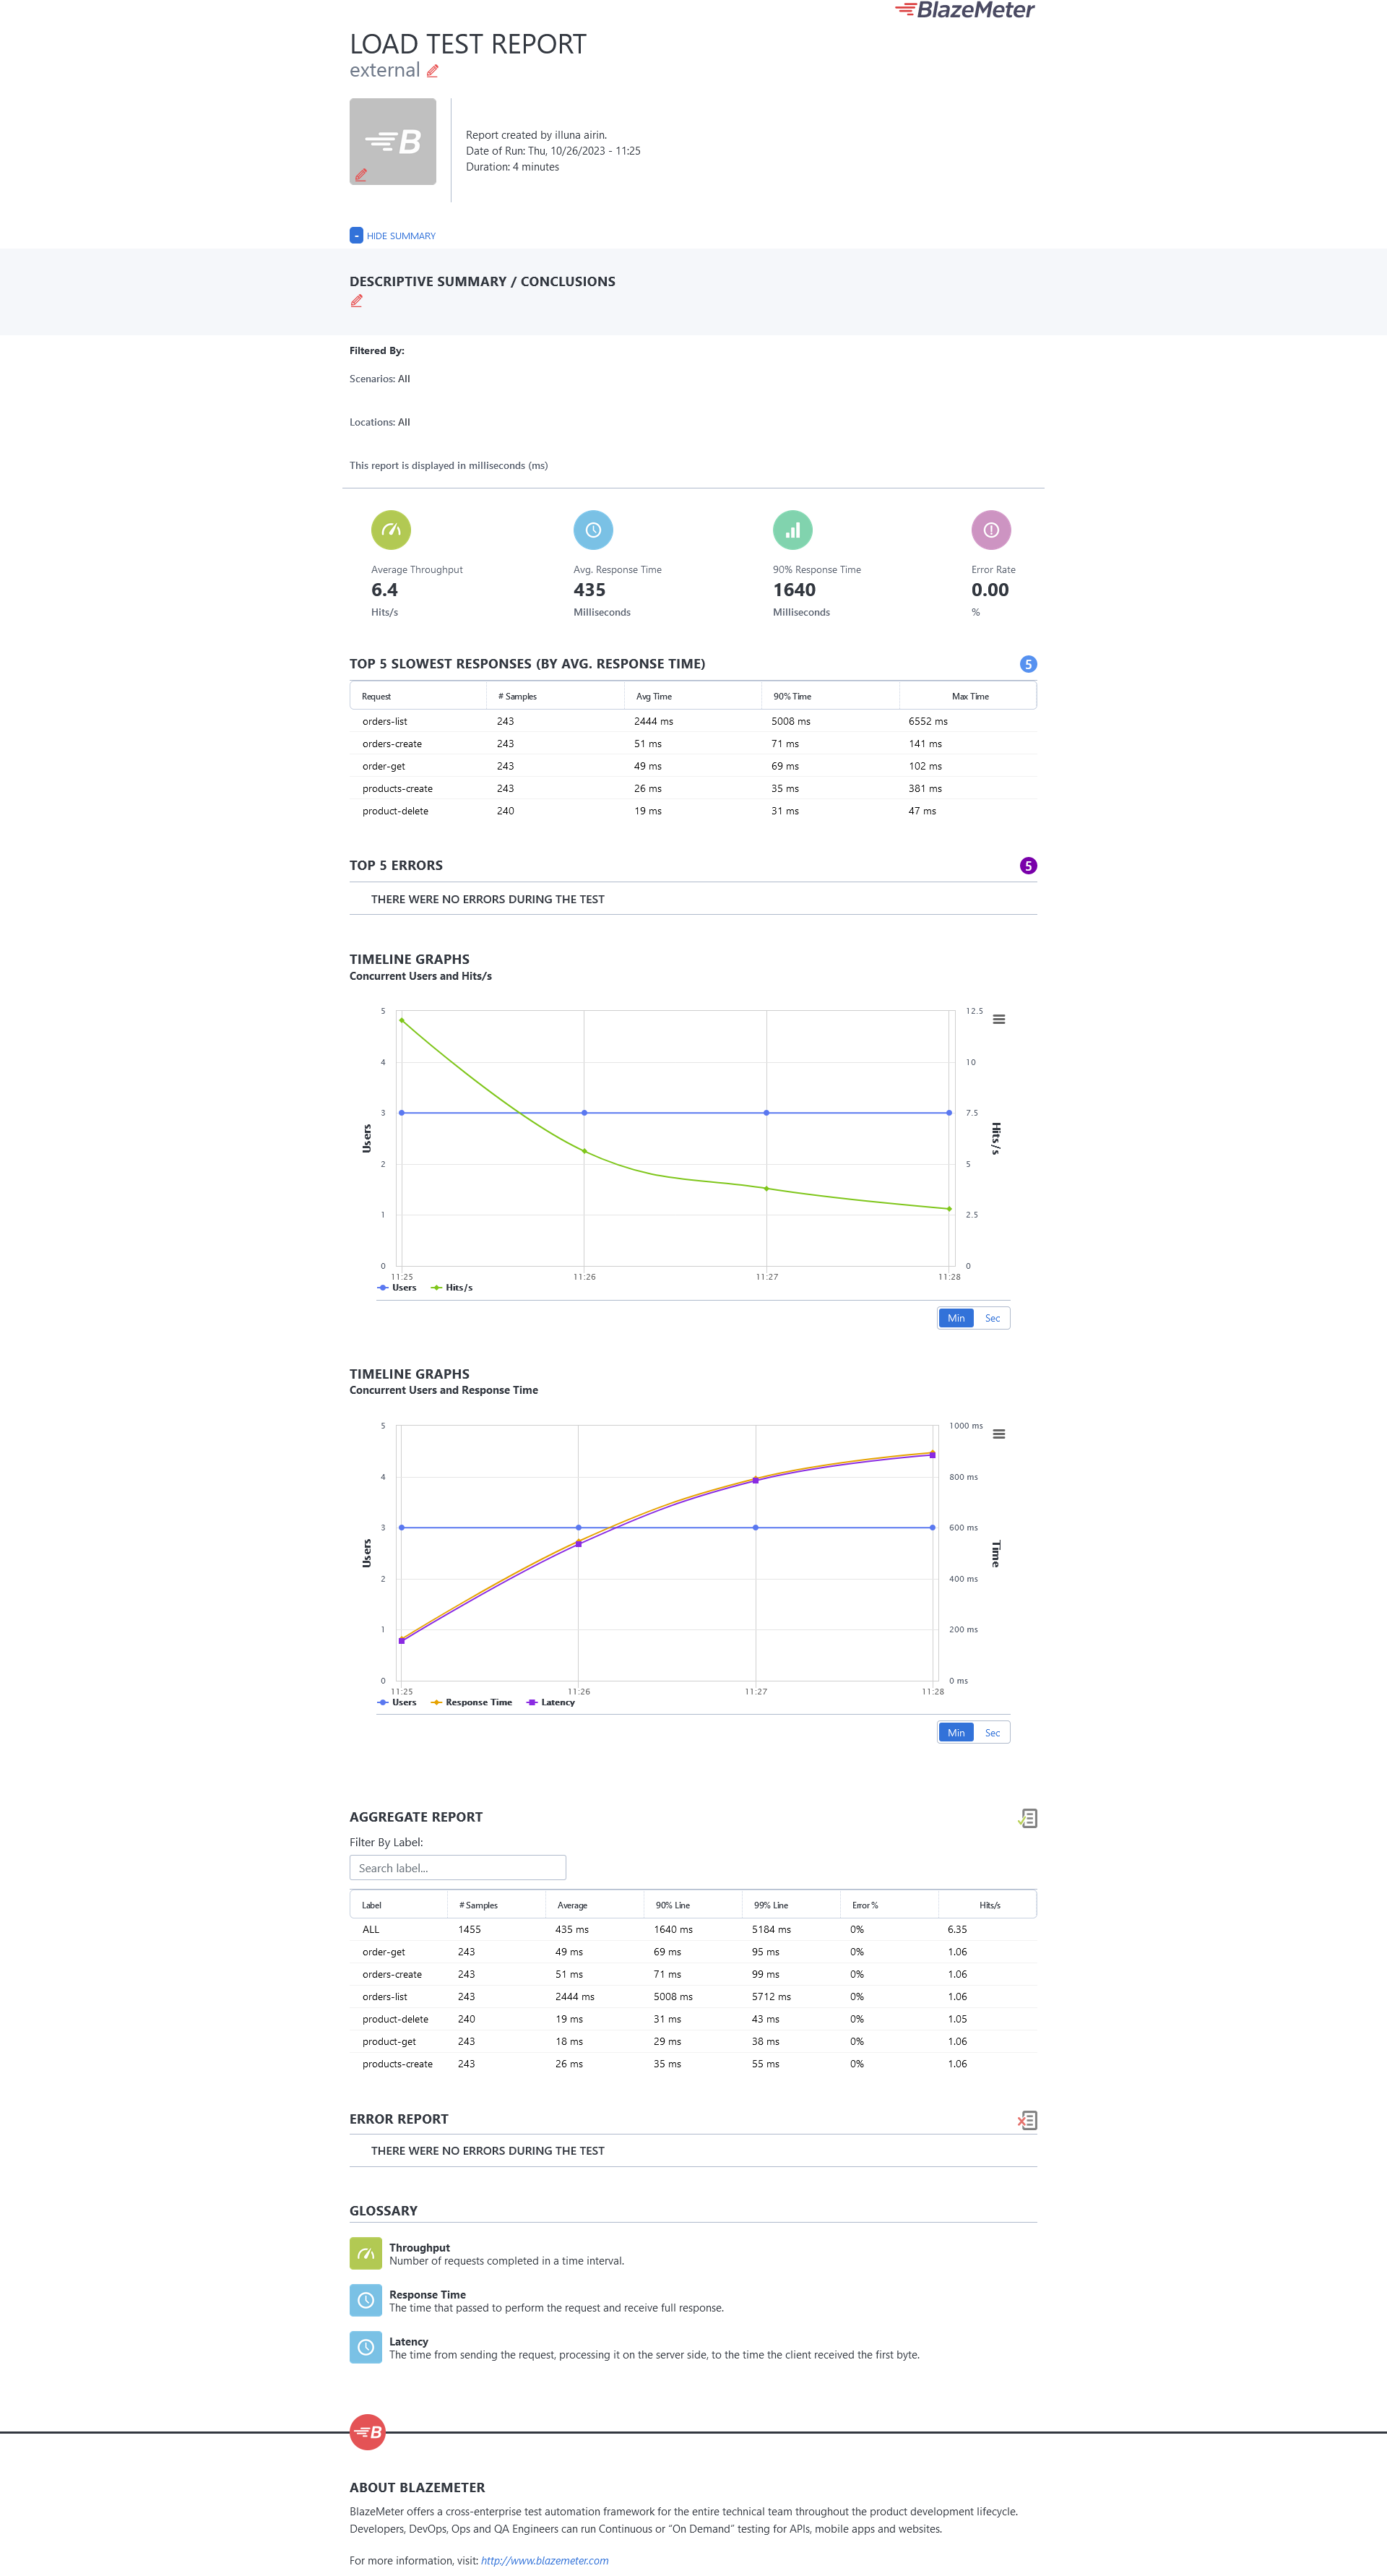 BlazeMeter
LOAD TEST REPORT
external
B
Report created by illuna airin.
Date of Run: Thu, 10/26/2023 - 11:25
Duration: 4 minutes
- HIDE SUMMARY
DESCRIPTIVE SUMMARY / CONCLUSIONS
Filtered By:
Scenarios: All
Locations: All
This report is displayed in milliseconds (ms)
Average Throughput Avg. Response Time 90% Response Time Error Rate
6.4 435 1640 0.00
Hits/s Milliseconds Milliseconds %
TOP 5 SLOWEST RESPONSES (BY AVG. RESPONSE TIME) 5
Request # Samples Avg Time 90% Time Max Time
orders-list 243 2444 ms 5008 ms 6552 ms
orders-create 243 51 ms 71 ms 141 ms
order-get 243 49 ms 69 ms 102 ms
products-create 243 26 ms 35 ms 381 ms
product-delete 240 19 ms 31 ms 47 ms
TOP 5 ERRORS 5
THERE WERE NO ERRORS DURING THE TEST
TIMELINE GRAPHS
Concurrent Users and Hits/s
5 12.5
4 10
3 7.5
Users Hits/s
2 5
1 2.5
0 0
11:25 11:26 11:27 11:28
Users Hits/s
Min Sec
TIMELINE GRAPHS
Concurrent Users and Response Time
5 1000 ms
4 800 ms
3 600 ms
Users Time
2 400 ms
1 200 ms
0 0 ms
11:25 11:26 11:27 11:28
Users Response Time Latency
Min Sec
AGGREGATE REPORT
Filter By Label:
Search label...
Label # Samples Average 90% Line 99% Line Error % Hits/s
ALL 1455 435 ms 1640 ms 5184 ms 0% 6.35
order-get 243 49 ms 69 ms 95 ms 0% 1.06
orders-create 243 51 ms 71 ms 99 ms 0% 1.06
orders-list 243 2444 ms 5008 ms 5712 ms 0% 1.06
product-delete 240 19 ms 31 ms 43 ms 0% 1.05
product-get 243 18 ms 29 ms 38 ms 0% 1.06
products-create 243 26 ms 35 ms 55 ms 0% 1.06
ERROR REPORT
THERE WERE NO ERRORS DURING THE TEST
GLOSSARY
Throughput
Number of requests completed in a time interval.
Response Time
The time that passed to perform the request and receive full response.
Latency
The time from sending the request, processing it on the server side, to the time the client received the first byte.
B
ABOUT BLAZEMETER
BlazeMeter offers a cross-enterprise test automation framework for the entire technical team throughout the product development lifecycle.
Developers, DevOps, Ops and QA Engineers can run Continuous or “On Demand” testing for APIs, mobile apps and websites.
For more information, visit: http://www.blazemeter.com